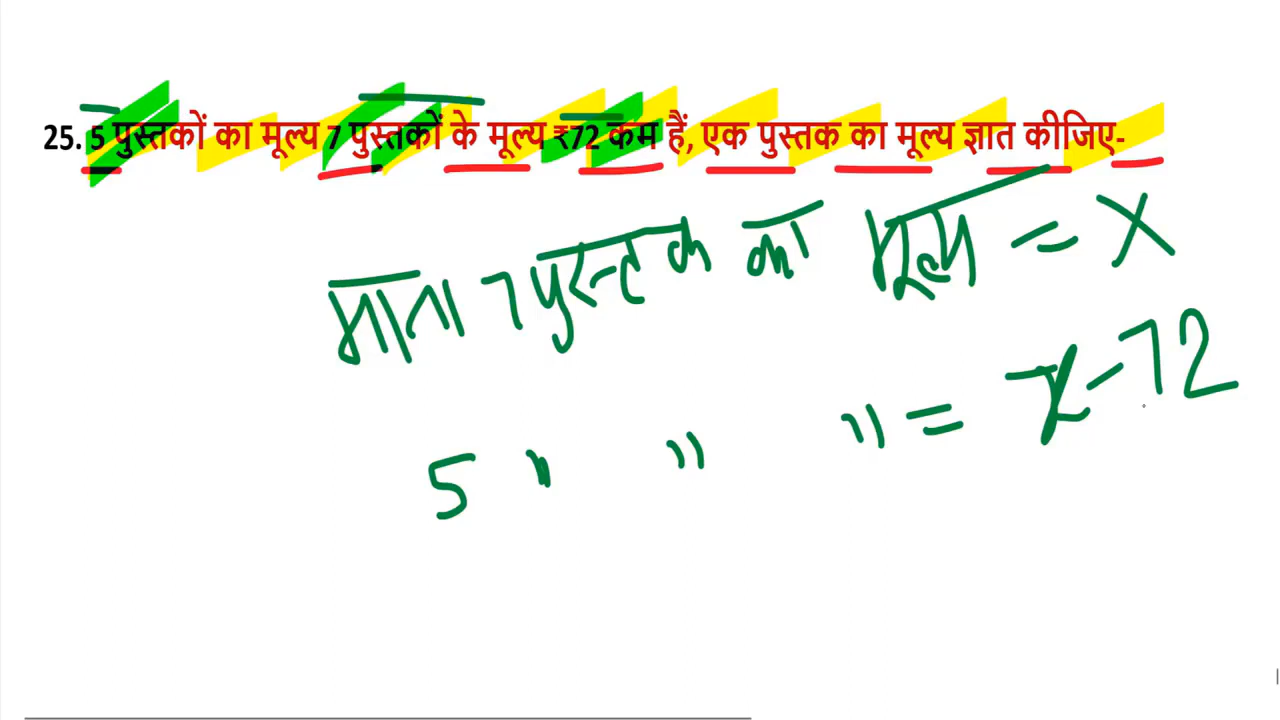 25. 5 पुस्तकों का मूल्य 7 पुस्तकों के मूल्य ₹72 कम हैं, एक पुस्तक का मूल्य ज्ञात कीजिए-
माना 7 पुस्तक का मूल्य = x
5 " " " = x - 72